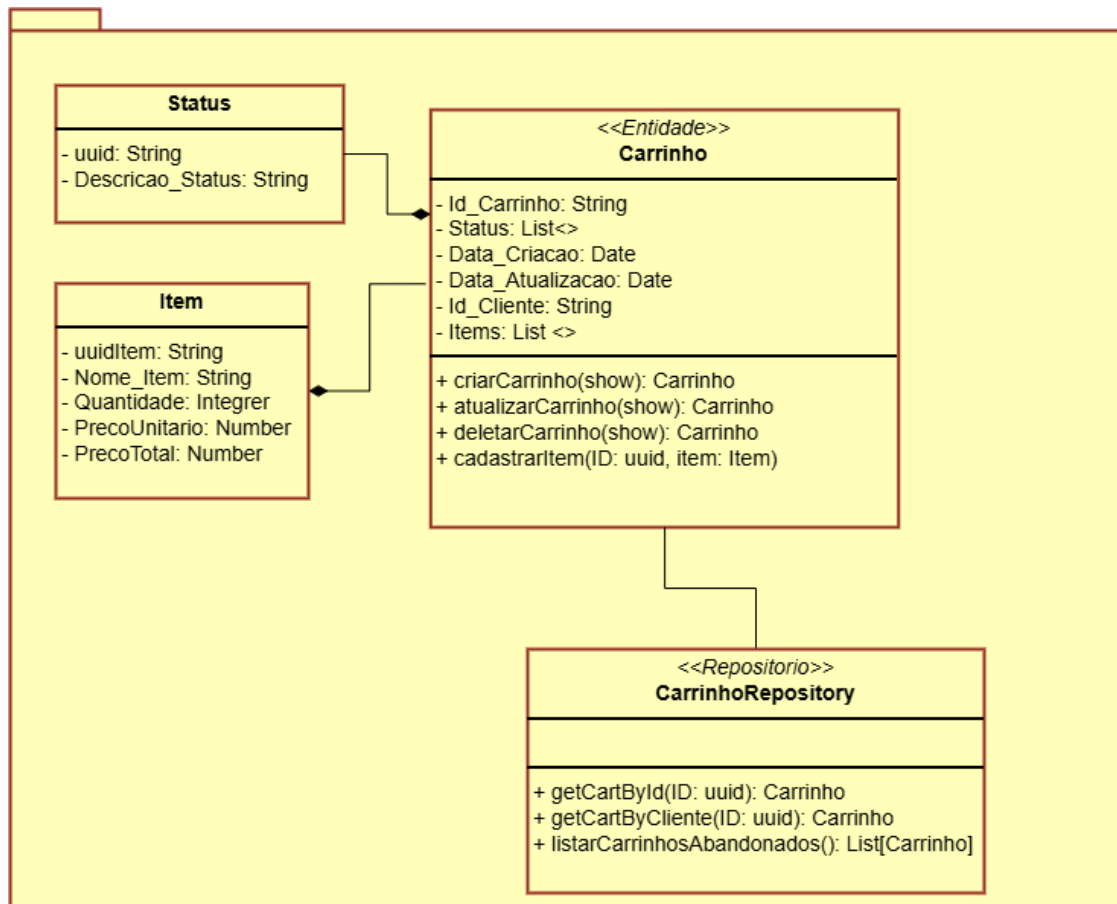 Status
- uuid: String
- Descricao_Status: String
Item
- uuidItem: String
- Nome_Item: String
- Quantidade: Integrer
- PrecoUnitario: Number
- PrecoTotal: Number
<<Entidade>>
Carrinho
- Id_Carrinho: String
- Status: List<>
- Data_Criacao: Date
- Data_Atualizacao: Date
- Id_Cliente: String
- Items: List <>
+ criarCarrinho(show): Carrinho
+ atualizarCarrinho(show): Carrinho
+ deletarCarrinho(show): Carrinho
+ cadastrarItem(ID: uuid, item: Item)
<<Repositorio>>
CarrinhoRepository
+ getCartById(ID: uuid): Carrinho
+ getCartByCliente(ID: uuid): Carrinho
+ listarCarrinhosAbandonados(): List[Carrinho]